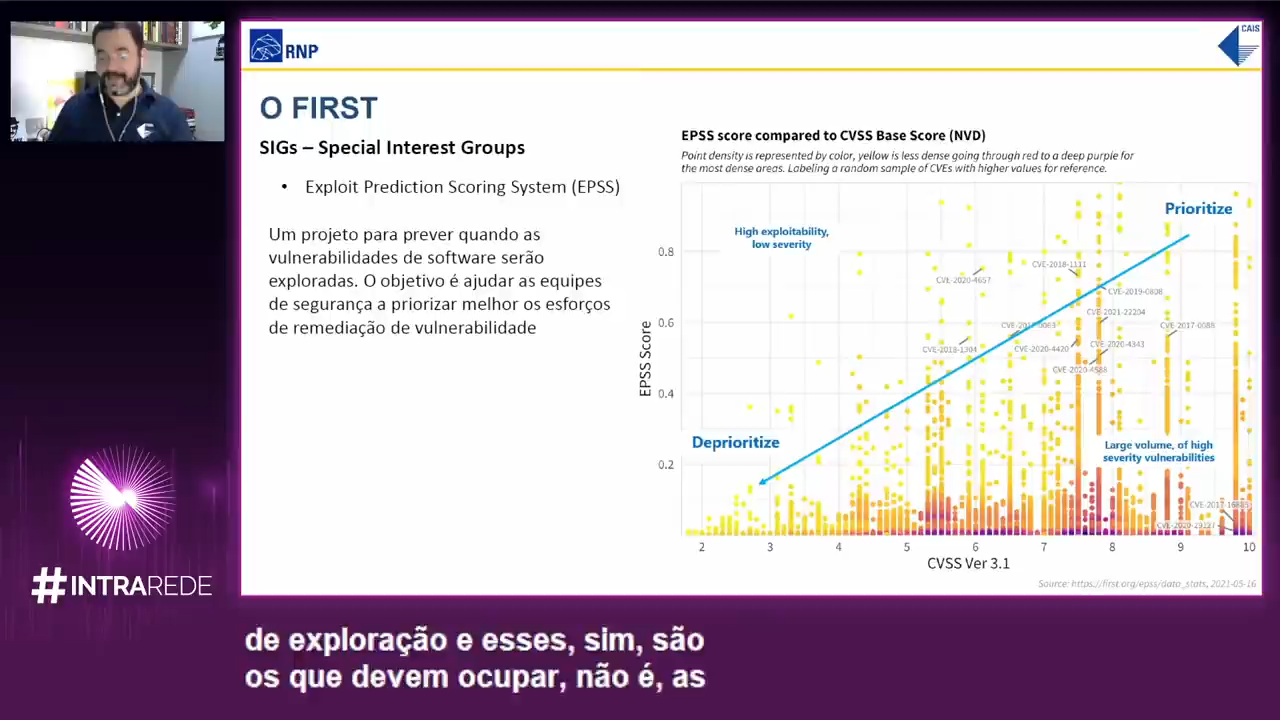 RNP
CAIS
O FIRST
SIGs – Special Interest Groups
• Exploit Prediction Scoring System (EPSS)
Um projeto para prever quando as
vulnerabilidades de software serão
exploradas. O objetivo é ajudar as equipes
de segurança a priorizar melhor os esforços
de remediação de vulnerabilidade
EPSS score compared to CVSS Base Score (NVD)
Point density is represented by color, yellow is less dense going through red to a deep purple for
the most dense areas. Labeling a random sample of CVEs with higher values for reference.
Prioritize
High exploitability,
low severity
CVE-2018-1111
CVE-2020-4657
CVE-2019-0808
CVE-2021-22204
CVE-2020-4343
CVE-2018-1304
CVE-2020-4420
CVE-2020-4588
Deprioritize
Large volume, of high
severity vulnerabilities
CVE-2020-29127
EPSS Score
0.8
0.6
0.4
0.2
2 3 4 5 6 7 8 9 10
CVSS Ver 3.1
Source: https://first.org/epss/data_stats, 2021-05-16
#INTRAREDE
de exploração e esses, sim, são
os que devem ocupar, não é, as